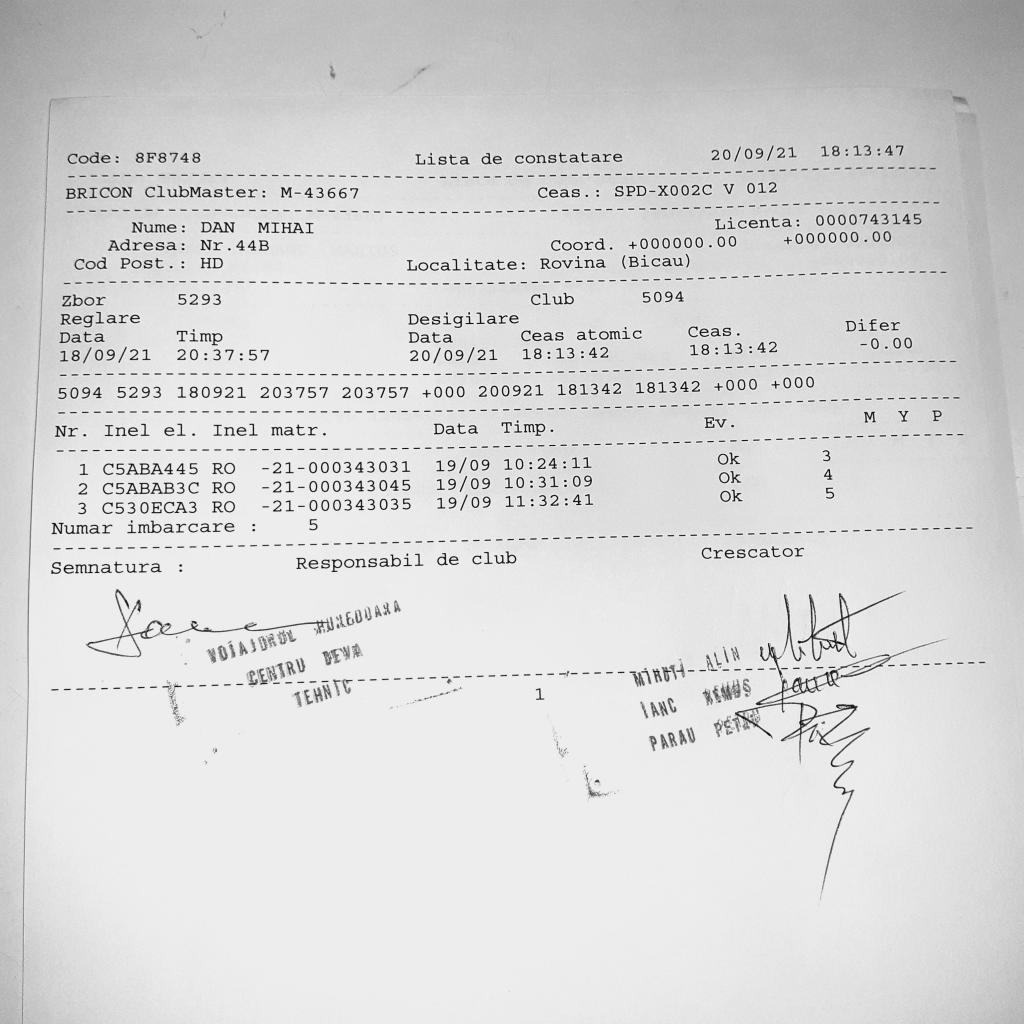 Code: 8F8748 Lista de constatare 20/09/21 18:13:47
BRICON ClubMaster: M-43667 Ceas.: SPD-X002C V 012
Nume: DAN MIHAI Licenta: 0000743145
Adresa: Nr.44B Coord. +000000.00 +000000.00
Cod Post.: HD Localitate: Rovina (Bicau)
Zbor 5293 Club 5094
Reglare Desigilare
Data Timp Data Ceas atomic Ceas. Difer
18/09/21 20:37:57 20/09/21 18:13:42 18:13:42 -0.00
5094 5293 180921 203757 203757 +000 200921 181342 181342 +000 +000
Nr. Inel el. Inel matr. Data Timp. Ev. M Y P
1 C5ABA445 RO -21-000343031 19/09 10:24:11 Ok 3
2 C5ABAB3C RO -21-000343045 19/09 10:31:09 Ok 4
3 C530ECA3 RO -21-000343035 19/09 11:32:41 Ok 5
Numar imbarcare : 5
Semnatura : Responsabil de club Crescator
VOIAJORUL HUNEDOARA
CENTRU DEVA
TEHNIC
MIHUTI ALIN
IANC REMUS
PARAU PETRU
1